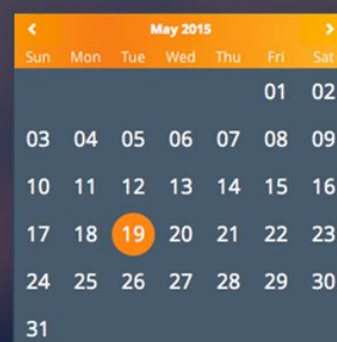 May 2015
Sun Mon Tue Wed Thu Fri Sat
01 02
03 04 05 06 07 08 09
10 11 12 13 14 15 16
17 18 19 20 21 22 23
24 25 26 27 28 29 30
31